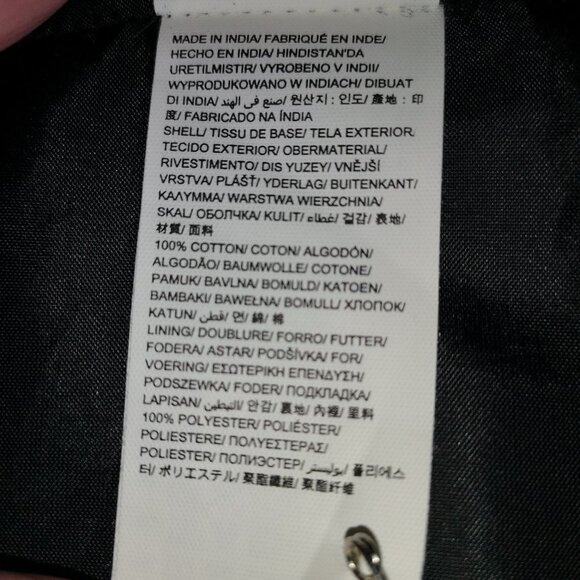 MADE IN INDIA/ FABRIQUÉ EN INDE/
HECHO EN INDIA/ HINDISTAN'DA
URETILMISTIR/ VYROBENO V INDII/
WYPRODUKOWANO W INDIACH/ DIBUAT
DI INDIA/ صنع في الهند/ 원산지 : 인도/ 產地 : 印
度/ FABRICADO NA ÍNDIA
SHELL/ TISSU DE BASE/ TELA EXTERIOR/
TECIDO EXTERIOR/ OBERMATERIAL/
RIVESTIMENTO/ DIS YUZEY/ VNĚJŠÍ
VRSTVA/ PLÁŠŤ/ YDERLAG/ BUITENKANT/
ΚΑΛΥΜΜΑ/ WARSTWA WIERZCHNIA/
SKAL/ ОБОЛЧКА/ KULIT/ غطاء/ 겉감/ 表地/
材質/ 面料
100% COTTON/ COTON/ ALGODÓN/
ALGODÃO/ BAUMWOLLE/ COTONE/
PAMUK/ BAVLNA/ BOMULD/ KATOEN/
ΒΑΜΒΑΚΙ/ BAWEŁNA/ BOMULL/ ХЛОПОК/
KATUN/ قطن/ 면/ 綿/ 棉
LINING/ DOUBLURE/ FORRO/ FUTTER/
FODERA/ ASTAR/ PODŠÍVKA/ FOR/
VOERING/ ΕΣΩΤΕΡΙΚΗ ΕΠΕΝΔΥΣΗ/
PODSZEWKA/ FODER/ ПОДКЛАДКА/
LAPISAN/ التبطين/ 안감/ 裏地/ 內裡/ 里料
100% POLYESTER/ POLIÉSTER/
POLIESTERE/ ΠΟΛΥΕΣΤΕΡΑΣ/
POLIESTER/ ПОЛИЭСТЕР/ بوليستر/ 폴리에스
터/ ポリエステル/ 聚酯纖維/ 聚酯纤维